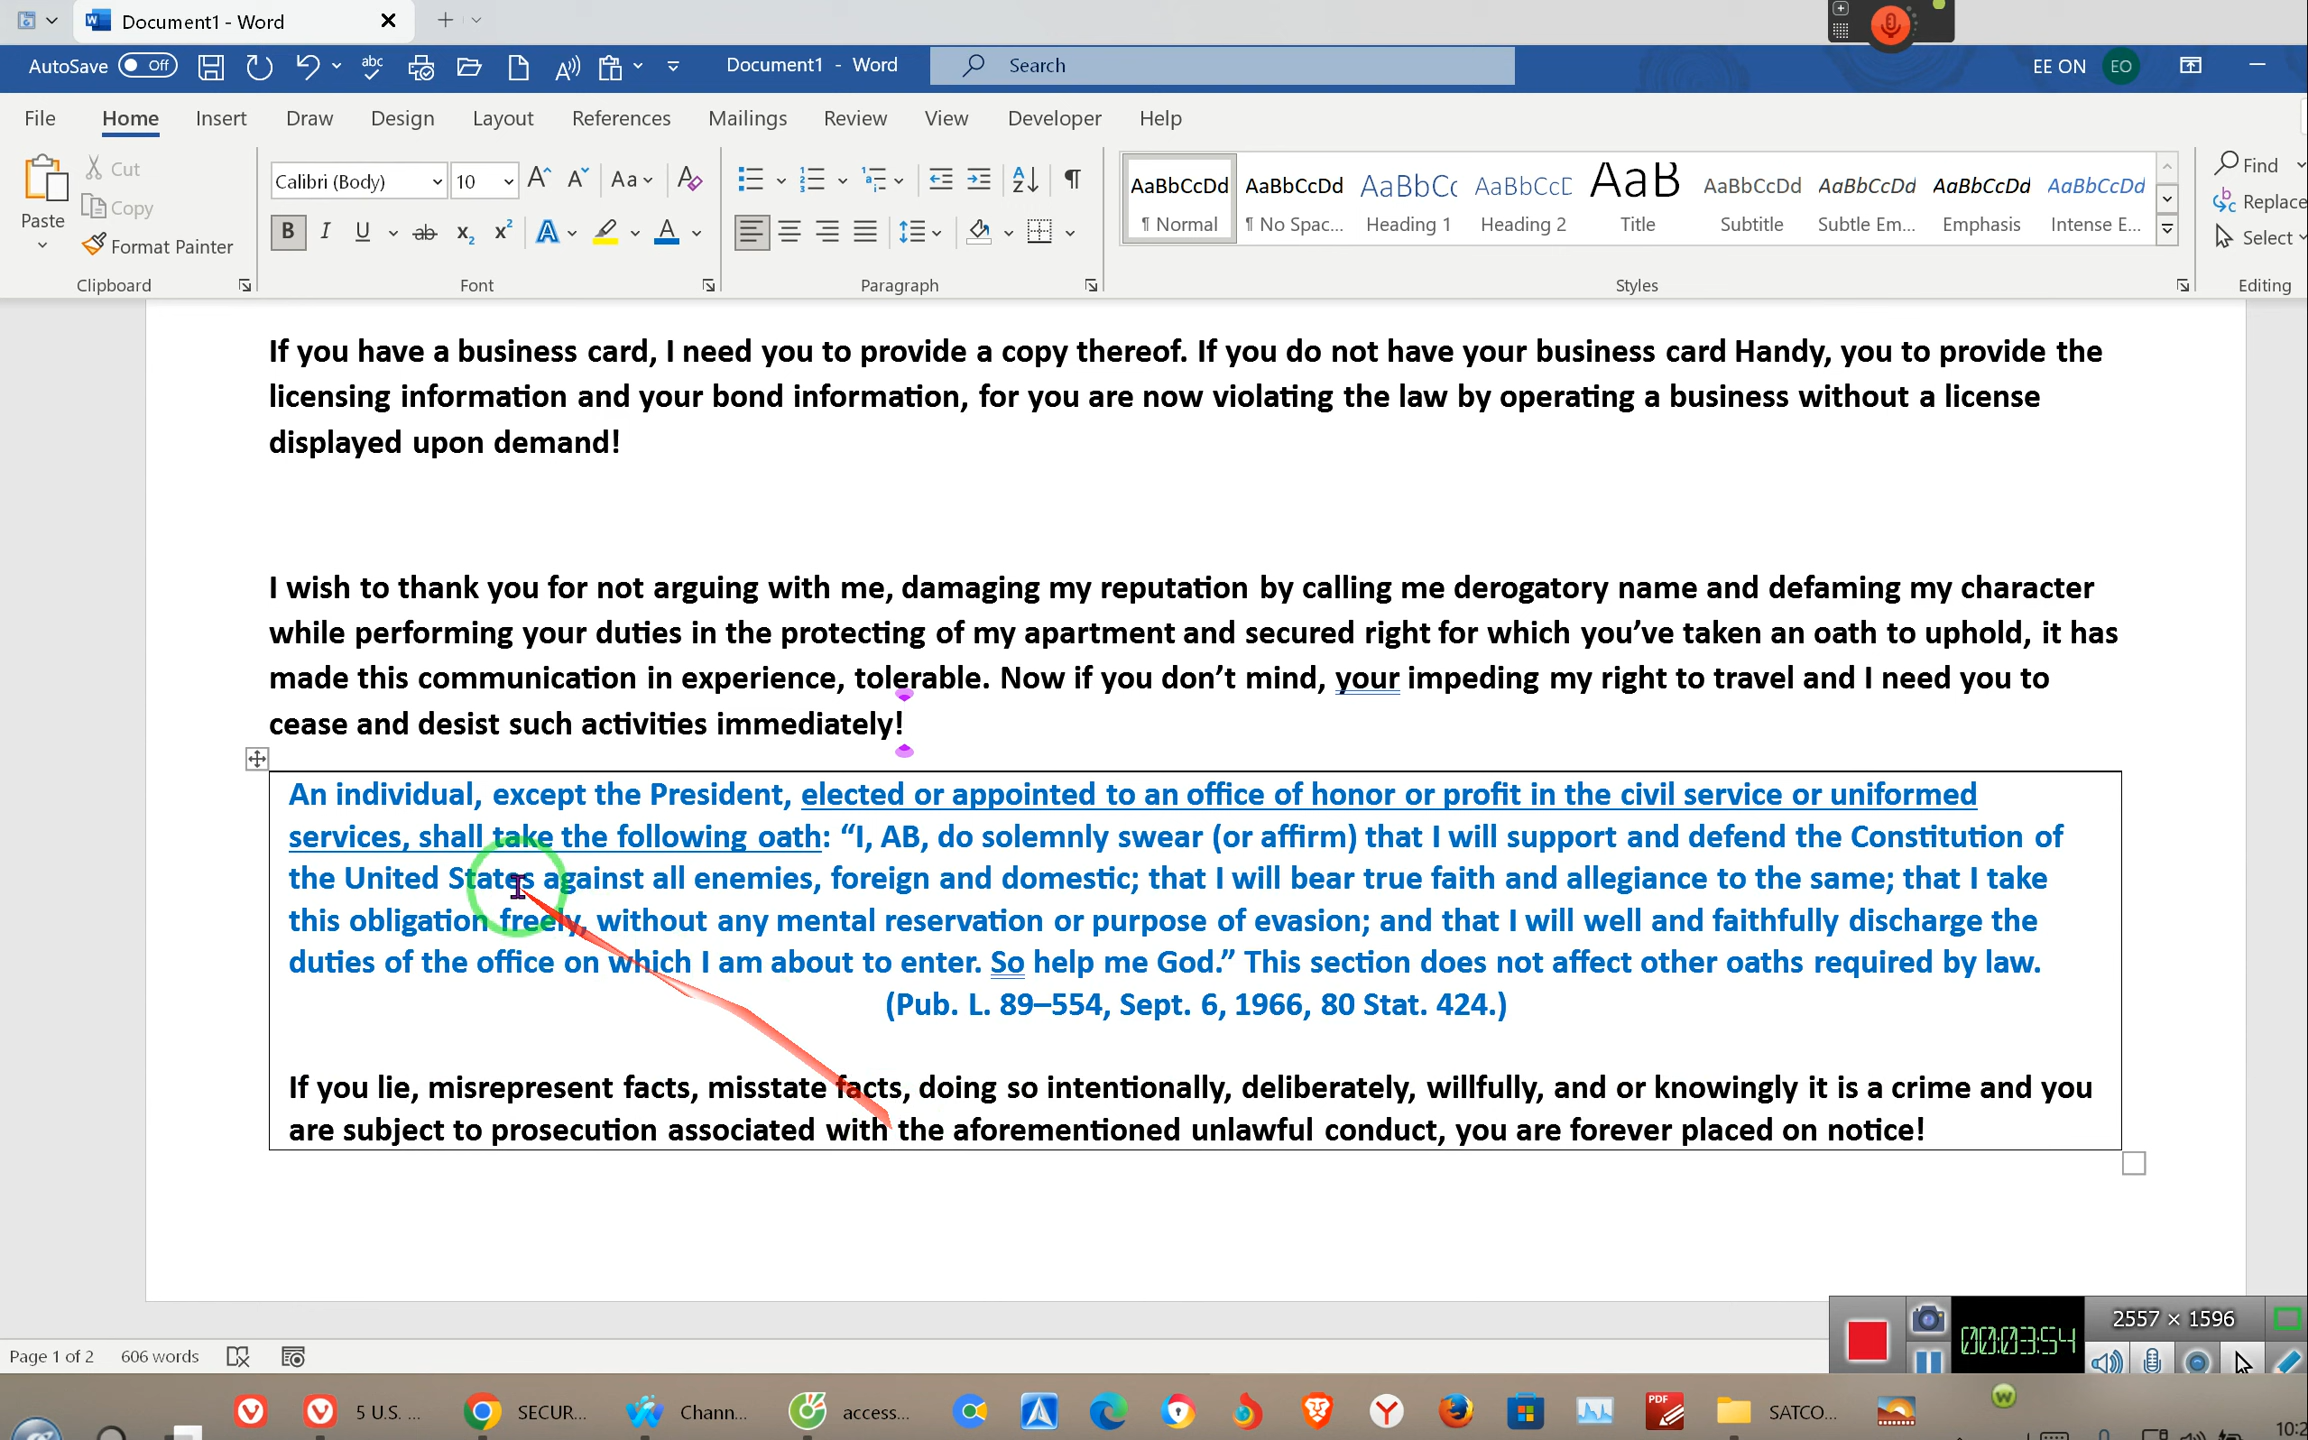 Document1 - Word
AutoSave Off
Document1 - Word
Search
EE ON EO
File Home Insert Draw Design Layout References Mailings Review View Developer Help
Paste
Cut
Copy
Format Painter
Clipboard
Calibri (Body) 10
Font
Paragraph
AaBbCcDd AaBbCcDd AaBbCc AaBbCcD AaB AaBbCcDd AaBbCcDd AaBbCcDd AaBbCcDd
¶ Normal ¶ No Spac... Heading 1 Heading 2 Title Subtitle Subtle Em... Emphasis Intense E...
Styles
Find
Replace
Select
Editing
If you have a business card, I need you to provide a copy thereof. If you do not have your business card Handy, you to provide the
licensing information and your bond information, for you are now violating the law by operating a business without a license
displayed upon demand!
I wish to thank you for not arguing with me, damaging my reputation by calling me derogatory name and defaming my character
while performing your duties in the protecting of my apartment and secured right for which you’ve taken an oath to uphold, it has
made this communication in experience, tolerable. Now if you don’t mind, your impeding my right to travel and I need you to
cease and desist such activities immediately!
An individual, except the President, elected or appointed to an office of honor or profit in the civil service or uniformed
services, shall take the following oath: “I, AB, do solemnly swear (or affirm) that I will support and defend the Constitution of
the United States against all enemies, foreign and domestic; that I will bear true faith and allegiance to the same; that I take
this obligation freely, without any mental reservation or purpose of evasion; and that I will well and faithfully discharge the
duties of the office on which I am about to enter. So help me God.” This section does not affect other oaths required by law.
(Pub. L. 89–554, Sept. 6, 1966, 80 Stat. 424.)
If you lie, misrepresent facts, misstate facts, doing so intentionally, deliberately, willfully, and or knowingly it is a crime and you
are subject to prosecution associated with the aforementioned unlawful conduct, you are forever placed on notice!
00:03:54
2557 × 1596
Page 1 of 2 606 words
5 U.S. ... SECUR... Chann... access... PDF SATCO...